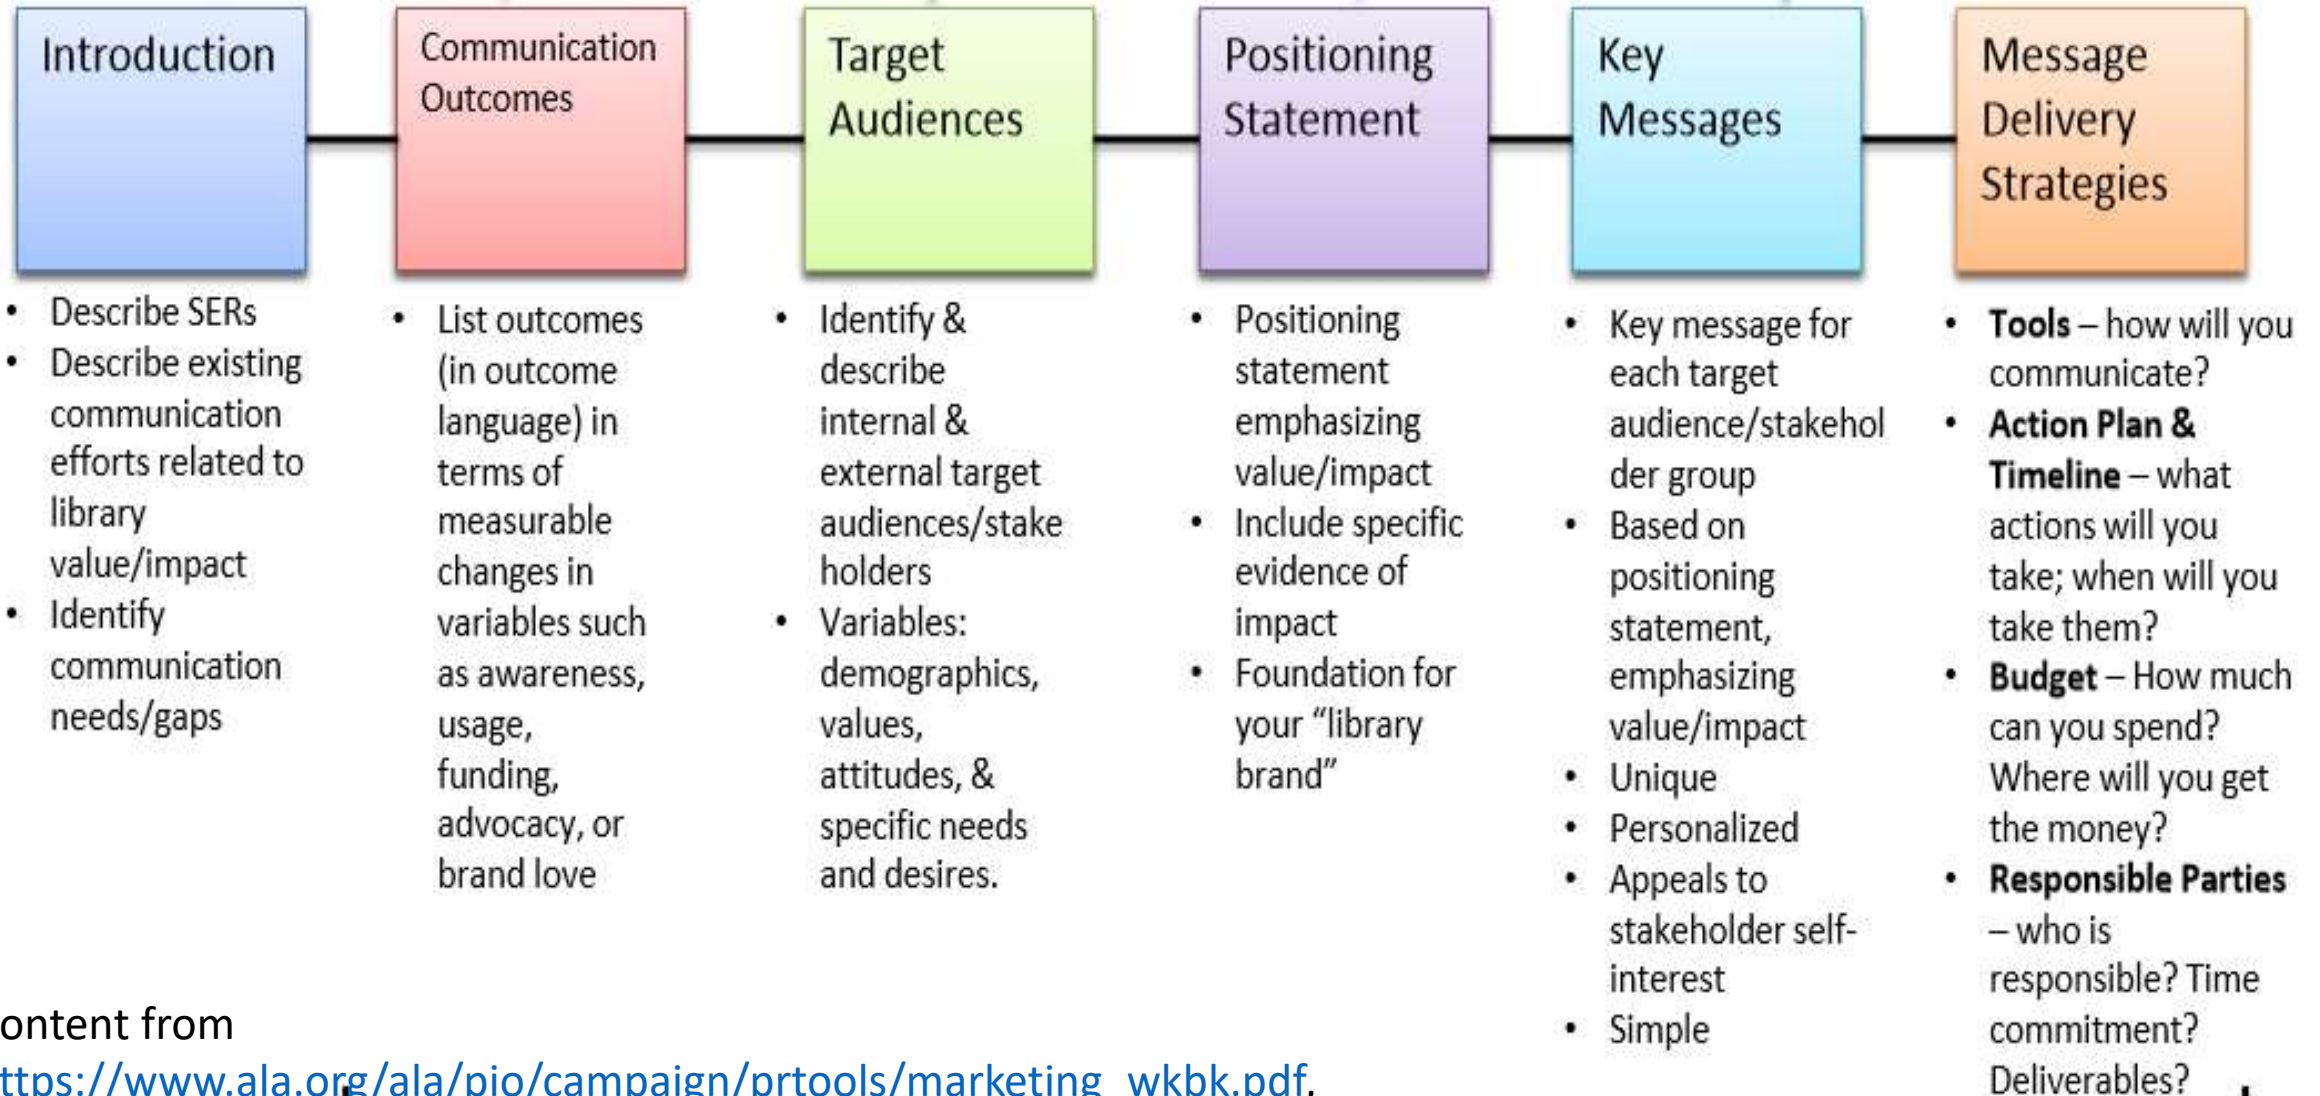 Introduction
Communication
Outcomes
Target
Audiences
Positioning
Statement
Key
Messages
Message
Delivery
Strategies
• Describe SERs
• Describe existing
communication
efforts related to
library
value/impact
• Identify
communication
needs/gaps
• List outcomes
(in outcome
language) in
terms of
measurable
changes in
variables such
as awareness,
usage,
funding,
advocacy, or
brand love
• Identify &
describe
internal &
external target
audiences/stake
holders
• Variables:
demographics,
values,
attitudes, &
specific needs
and desires.
• Positioning
statement
emphasizing
value/impact
• Include specific
evidence of
impact
• Foundation for
your “library
brand”
• Key message for
each target
audience/stakehol
der group
• Based on
positioning
statement,
emphasizing
value/impact
• Unique
• Personalized
• Appeals to
stakeholder self-
interest
• Simple
• Tools – how will you
communicate?
• Action Plan &
Timeline – what
actions will you
take; when will you
take them?
• Budget – How much
can you spend?
Where will you get
the money?
• Responsible Parties
– who is
responsible? Time
commitment?
Deliverables?
ontent from
ttps://www.ala.org/ala/pio/campaign/prtools/marketing_wkbk.pdf,